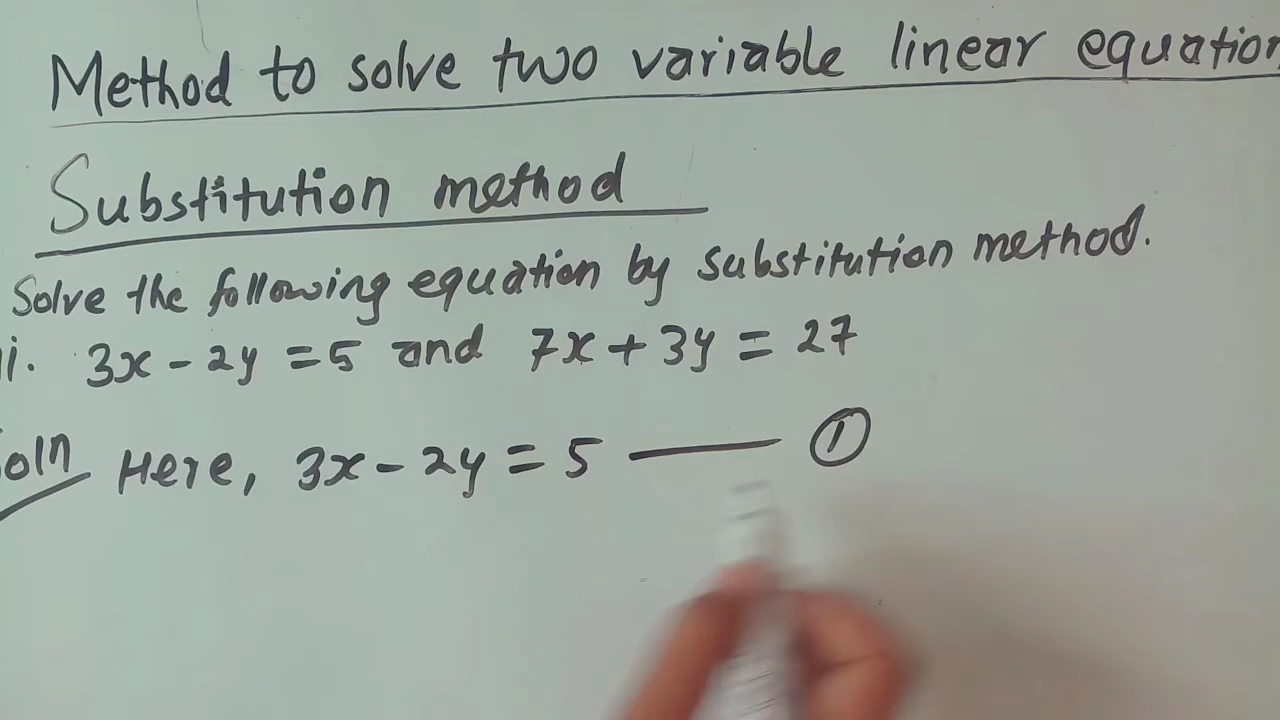 Method to solve two variable linear equation
Substitution method
Solve the following equation by substitution method.
i. 3x - 2y = 5 and 7x + 3y = 27
Soln Here, 3x - 2y = 5 —— ①